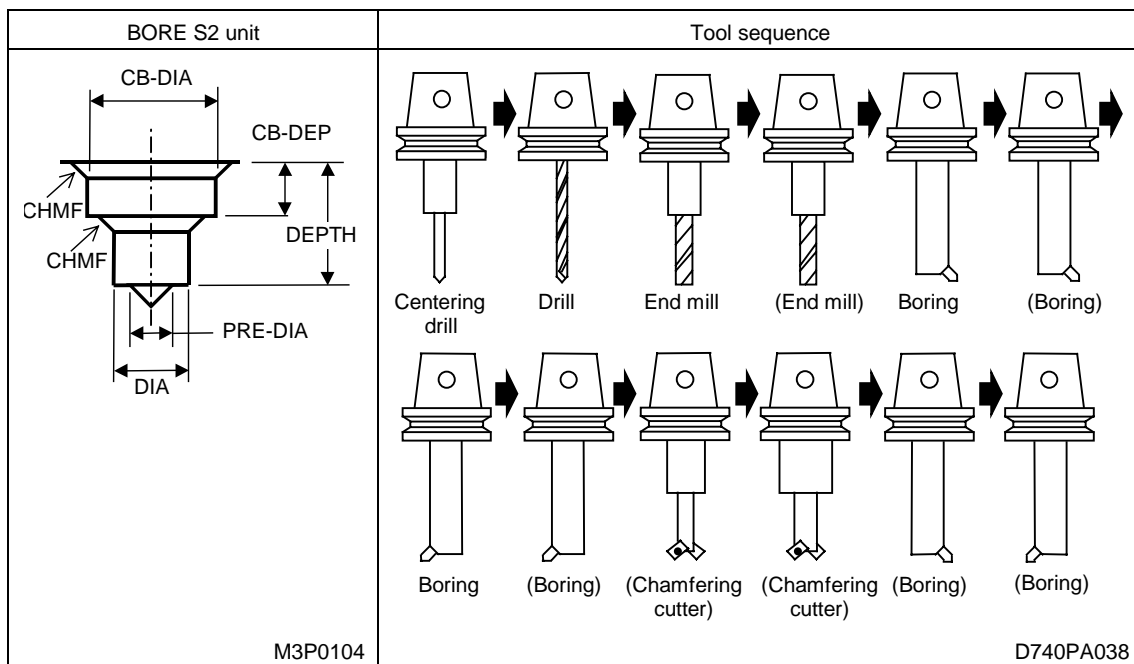 BORE S2 unit
Tool sequence
CB-DIA
CB-DEP
CHMF
DEPTH
CHMF
PRE-DIA
DIA
M3P0104
Centering
drill
Drill
End mill
(End mill)
Boring
(Boring)
Boring
(Boring)
(Chamfering
cutter)
(Chamfering
cutter)
(Boring)
(Boring)
D740PA038